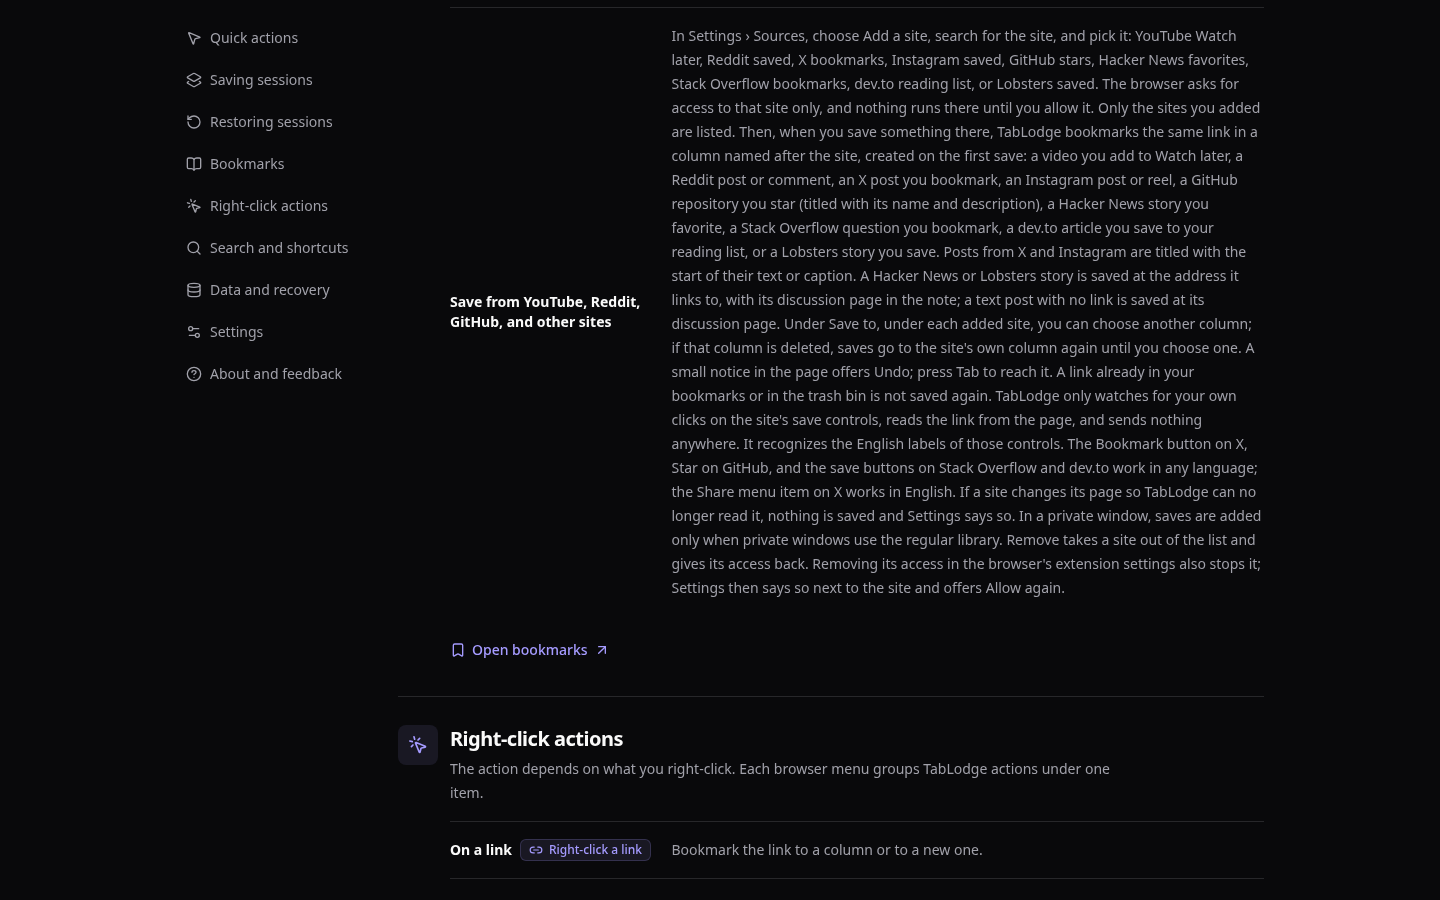 Quick actions
Saving sessions
Restoring sessions
Bookmarks
Right-click actions
Search and shortcuts
Data and recovery
Settings
About and feedback
Save from YouTube, Reddit,
GitHub, and other sites
In Settings › Sources, choose Add a site, search for the site, and pick it: YouTube Watch
later, Reddit saved, X bookmarks, Instagram saved, GitHub stars, Hacker News favorites,
Stack Overflow bookmarks, dev.to reading list, or Lobsters saved. The browser asks for
access to that site only, and nothing runs there until you allow it. Only the sites you added
are listed. Then, when you save something there, TabLodge bookmarks the same link in a
column named after the site, created on the first save: a video you add to Watch later, a
Reddit post or comment, an X post you bookmark, an Instagram post or reel, a GitHub
repository you star (titled with its name and description), a Hacker News story you
favorite, a Stack Overflow question you bookmark, a dev.to article you save to your
reading list, or a Lobsters story you save. Posts from X and Instagram are titled with the
start of their text or caption. A Hacker News or Lobsters story is saved at the address it
links to, with its discussion page in the note; a text post with no link is saved at its
discussion page. Under Save to, under each added site, you can choose another column;
if that column is deleted, saves go to the site's own column again until you choose one. A
small notice in the page offers Undo; press Tab to reach it. A link already in your
bookmarks or in the trash bin is not saved again. TabLodge only watches for your own
clicks on the site's save controls, reads the link from the page, and sends nothing
anywhere. It recognizes the English labels of those controls. The Bookmark button on X,
Star on GitHub, and the save buttons on Stack Overflow and dev.to work in any language;
the Share menu item on X works in English. If a site changes its page so TabLodge can no
longer read it, nothing is saved and Settings says so. In a private window, saves are added
only when private windows use the regular library. Remove takes a site out of the list and
gives its access back. Removing its access in the browser's extension settings also stops it;
Settings then says so next to the site and offers Allow again.
Open bookmarks
Right-click actions
The action depends on what you right-click. Each browser menu groups TabLodge actions under one
item.
On a link
Right-click a link
Bookmark the link to a column or to a new one.